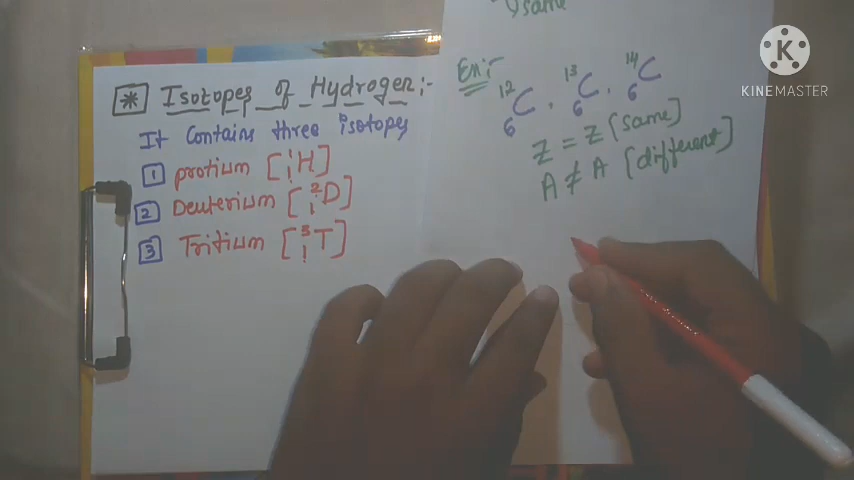 * Isotopes of Hydrogen:-
It contains three isotopes
1 protium [¹₁H]
2 Deuterium [²₁D]
3 Tritium [³₁T]
same
Ex:-
¹²₆C, ¹³₆C, ¹⁴₆C
Z = Z [same]
A ≠ A [different]
K
KINEMASTER